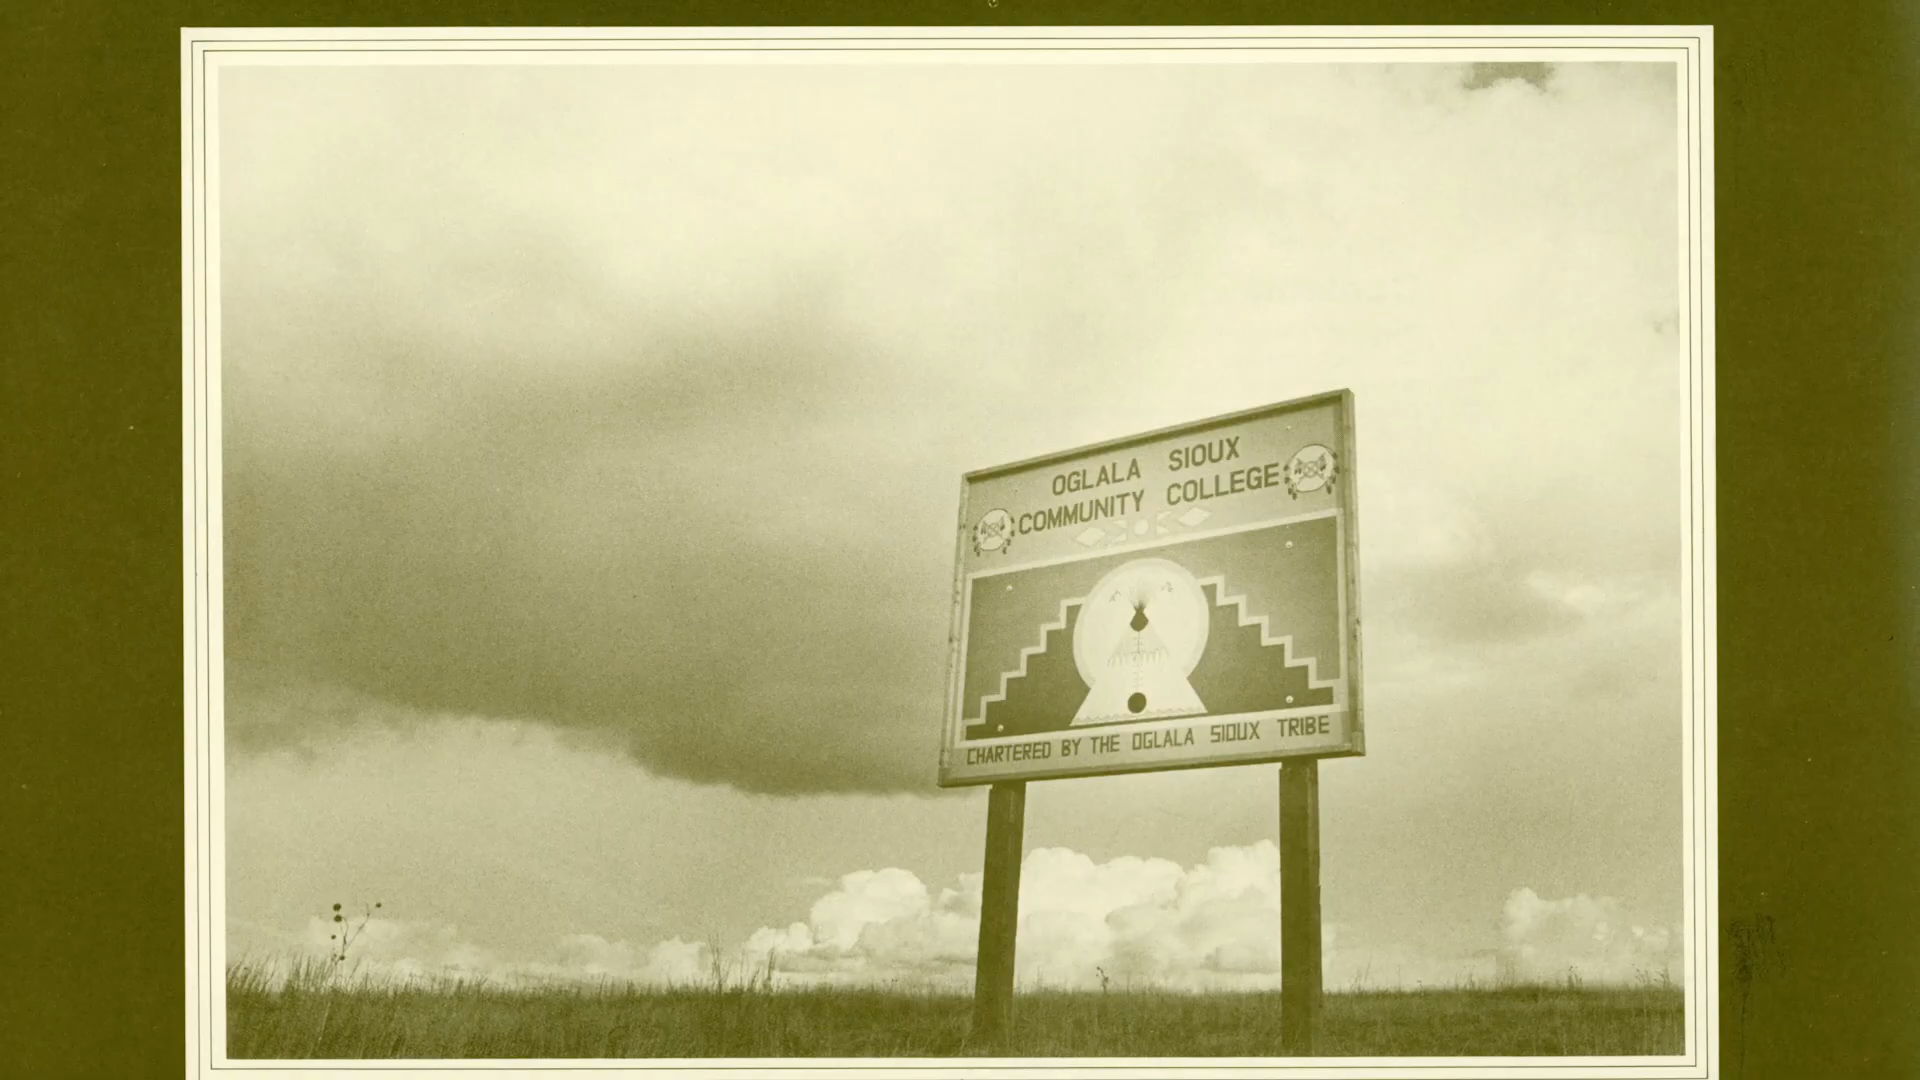 OGLALA SIOUX
COMMUNITY COLLEGE
CHARTERED BY THE OGLALA SIOUX TRIBE